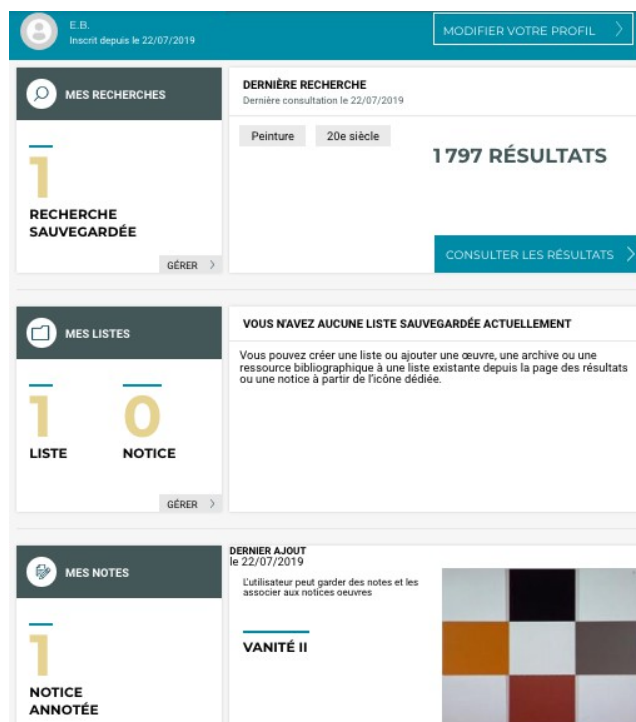 E.B.
Inscrit depuis le 22/07/2019
MODIFIER VOTRE PROFIL
MES RECHERCHES
1
RECHERCHE
SAUVEGARDÉE
GÉRER
DERNIÈRE RECHERCHE
Dernière consultation le 22/07/2019
Peinture 20e siècle
1 797 RÉSULTATS
CONSULTER LES RÉSULTATS
MES LISTES
1 0
LISTE NOTICE
GÉRER
VOUS N'AVEZ AUCUNE LISTE SAUVEGARDÉE ACTUELLEMENT
Vous pouvez créer une liste ou ajouter une œuvre, une archive ou une
ressource bibliographique à une liste existante depuis la page des résultats
ou une notice à partir de l'icône dédiée.
MES NOTES
1
NOTICE
ANNOTÉE
DERNIER AJOUT
le 22/07/2019
L'utilisateur peut garder des notes et les
associer aux notices oeuvres
VANITÉ II